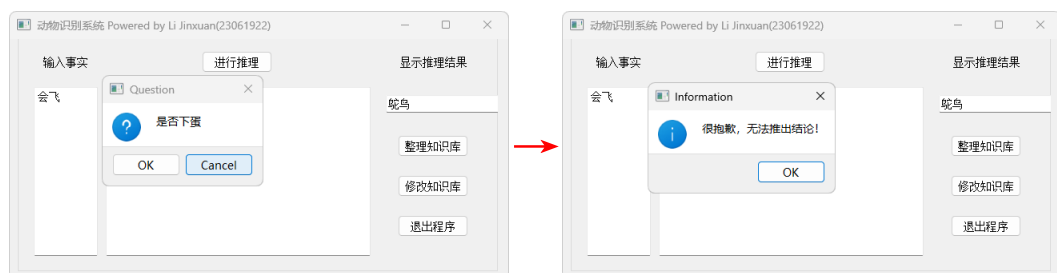 动物识别系统 Powered by Li Jinxuan(23061922)
输入事实
进行推理
显示推理结果
会飞
Question
是否下蛋
OK
Cancel
鸵鸟
整理知识库
修改知识库
退出程序
动物识别系统 Powered by Li Jinxuan(23061922)
输入事实
进行推理
显示推理结果
会飞
Information
很抱歉，无法推出结论！
OK
鸵鸟
整理知识库
修改知识库
退出程序